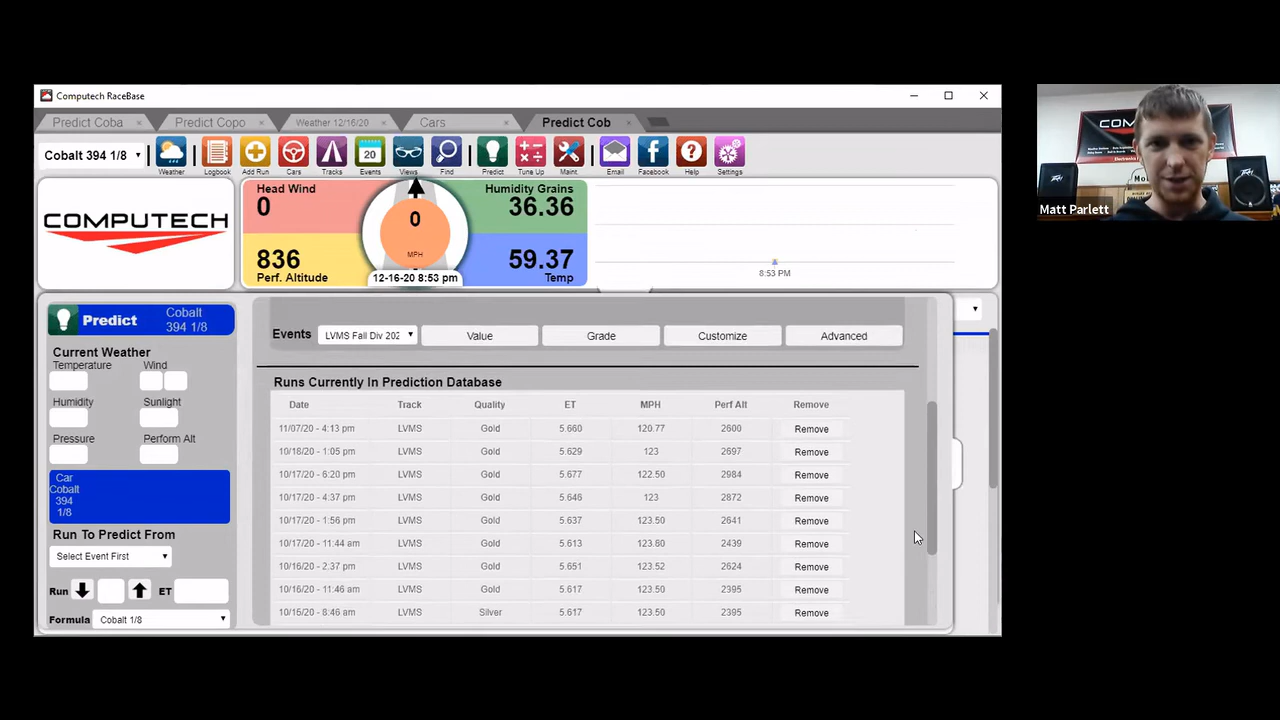 Computech RaceBase
Predict Coba
Predict Copo
Weather 12/16/20
Cars
Predict Cob
Cobalt 394 1/8
Weather
Logbook
Add Run
Cars
Tracks
20
Events
Views
Find
Predict
Tune Up
Maint
Email
Facebook
Help
Settings
COMPUTECH
Head Wind
0
836
Perf. Altitude
0
MPH
12-16-20 8:53 pm
Humidity Grains
36.36
59.37
Temp
8:53 PM
Matt Parlett
COM
PEAVEY
Predict
Cobalt
394 1/8
Current Weather
Temperature Wind
Humidity Sunlight
Pressure Perform Alt
Car
Cobalt
394
1/8
Run To Predict From
Select Event First
Run ET
Formula Cobalt 1/8
Events LVMS Fall Div 202 Value Grade Customize Advanced
Runs Currently In Prediction Database
Date Track Quality ET MPH Perf Alt Remove
11/07/20 - 4:13 pm LVMS Gold 5.660 120.77 2600 Remove
10/18/20 - 1:05 pm LVMS Gold 5.629 123 2697 Remove
10/17/20 - 6:20 pm LVMS Gold 5.677 122.50 2984 Remove
10/17/20 - 4:37 pm LVMS Gold 5.646 123 2872 Remove
10/17/20 - 1:56 pm LVMS Gold 5.637 123.50 2641 Remove
10/17/20 - 11:44 am LVMS Gold 5.613 123.80 2439 Remove
10/16/20 - 2.37 pm LVMS Gold 5.651 123.52 2624 Remove
10/16/20 - 11:46 am LVMS Gold 5.617 123.50 2395 Remove
10/15/20 - 8:46 am LVMS Silver 5.617 123.50 2395 Remove